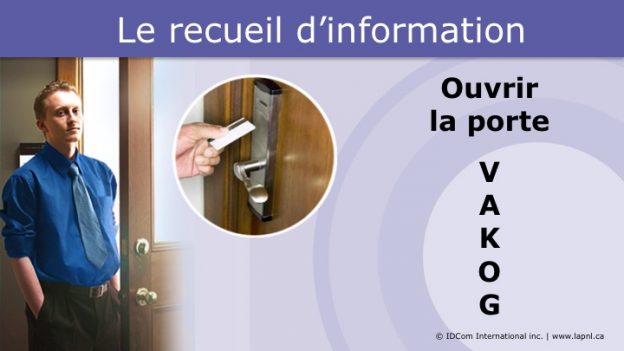 Le recueil d’information
Ouvrir
la porte
V
A
K
O
G
© IDCom International inc. | www.lapnl.ca